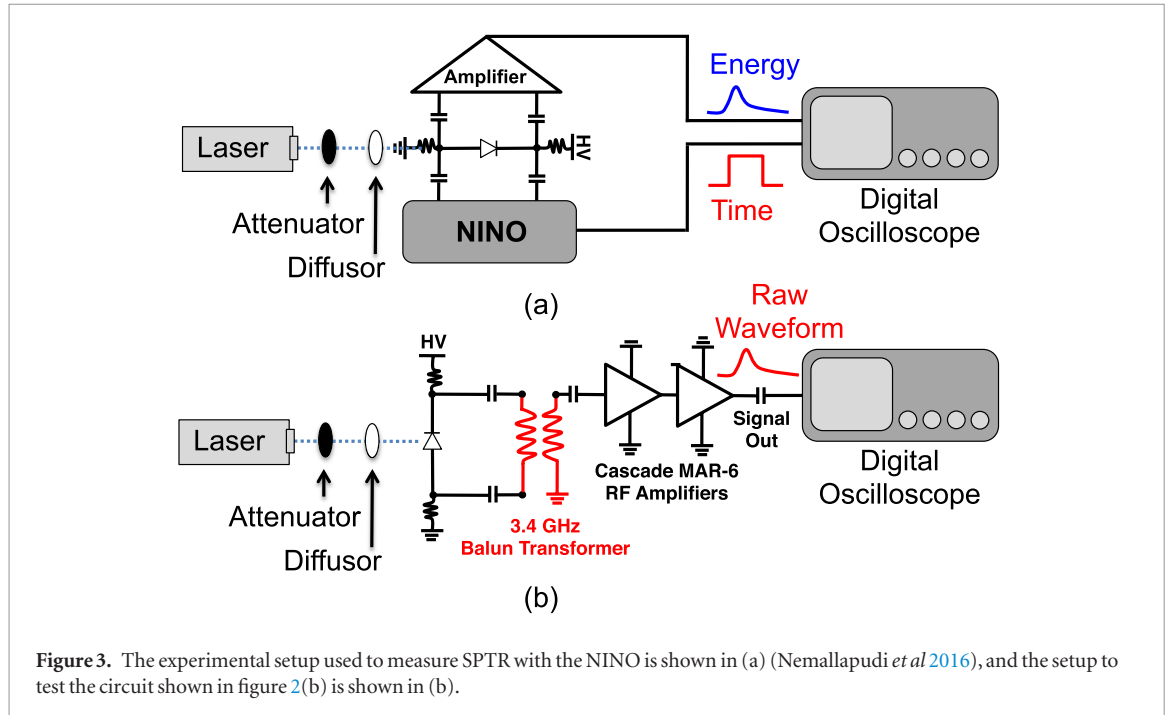 Amplifier
Energy
Laser
HV
Attenuator
Diffusor
NINO
Time
Digital
Oscilloscope
(a)
Raw
Waveform
HV
Laser
Signal
Out
Cascade MAR-6
RF Amplifiers
Attenuator
Diffusor
3.4 GHz
Balun Transformer
Digital
Oscilloscope
(b)
Figure 3. The experimental setup used to measure SPTR with the NINO is shown in (a) (Nemallapudi et al 2016), and the setup to
test the circuit shown in figure 2(b) is shown in (b).